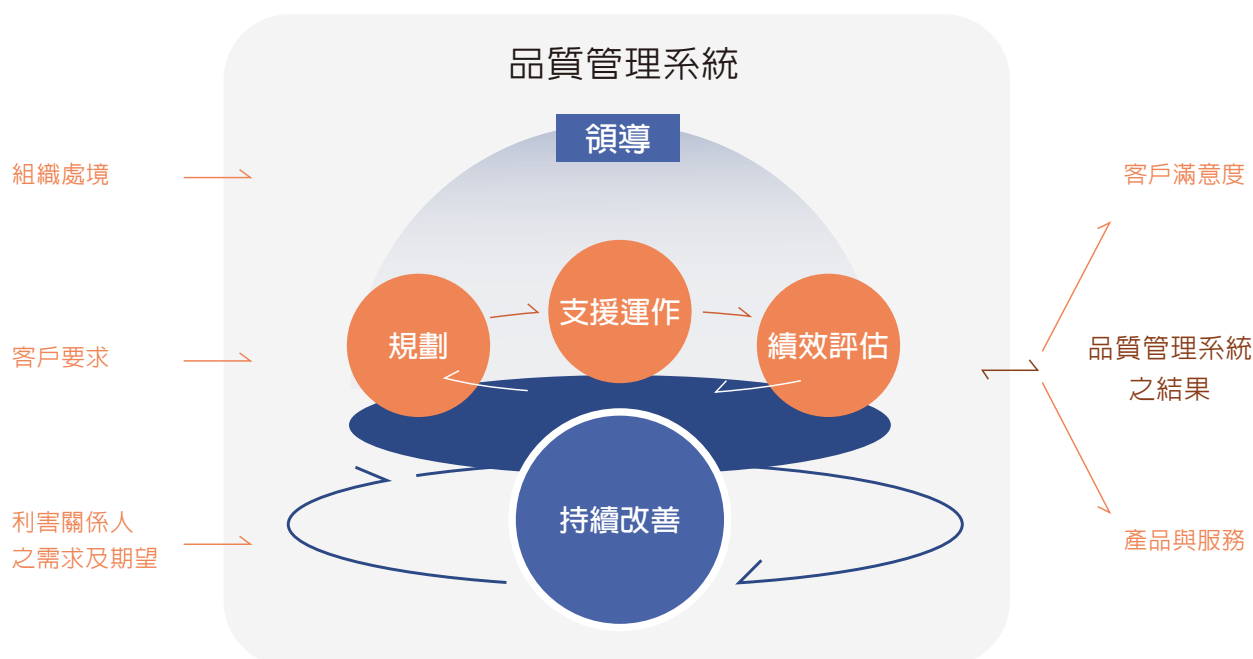 品質管理系統
領導
組織處境
客戶要求
利害關係人
之需求及期望
規劃
支援運作
績效評估
持續改善
客戶滿意度
品質管理系統
之結果
產品與服務